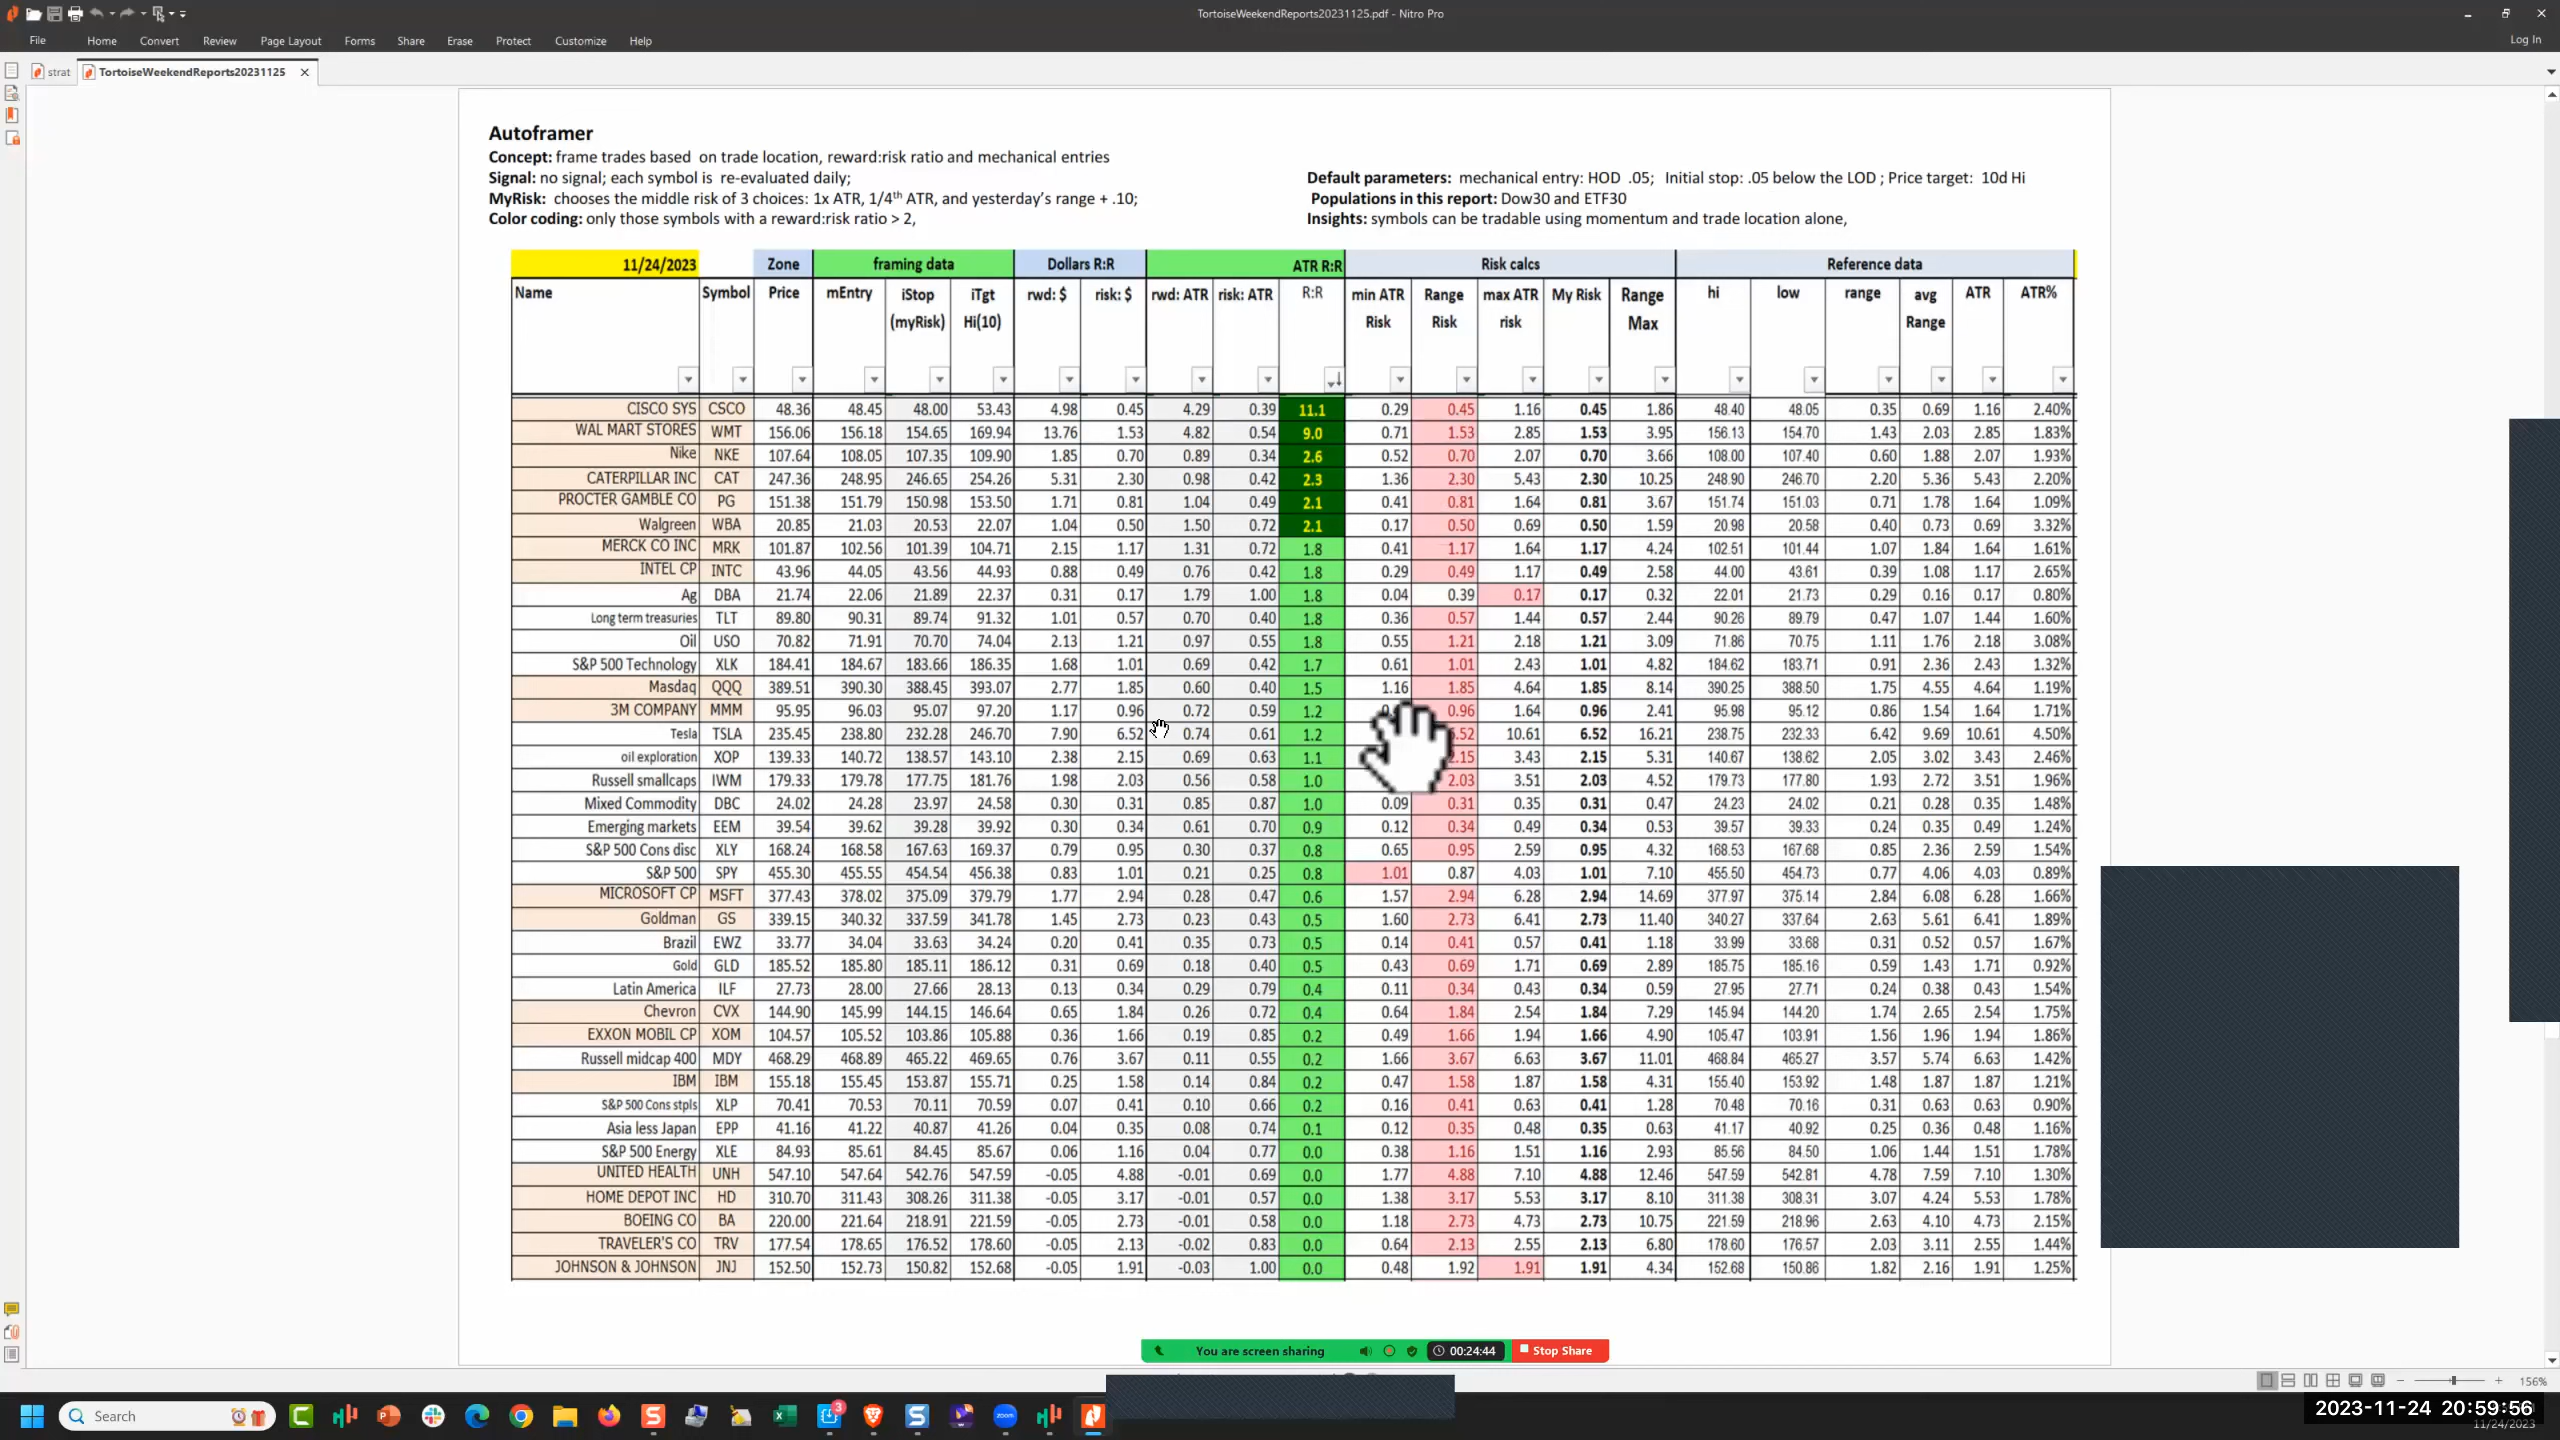 TortoiseWeekendReports20231125.pdf - Nitro Pro
File Home Convert Review Page Layout Forms Share Erase Protect Customize Help Log In
strat TortoiseWeekendReports20231125
Autoframer
Concept: frame trades based on trade location, reward:risk ratio and mechanical entries
Signal: no signal; each symbol is re-evaluated daily; Default parameters: mechanical entry: HOD .05; Initial stop: .05 below the LOD ; Price target: 10d Hi
MyRisk: chooses the middle risk of 3 choices: 1x ATR, 1/4th ATR, and yesterday's range + .10; Populations in this report: Dow30 and ETF30
Color coding: only those symbols with a reward:risk ratio > 2, Insights: symbols can be tradable using momentum and trade location alone,
11/24/2023 Zone framing data Dollars R:R ATR R:R Risk calcs Reference data
Name Symbol Price mEntry iStop iTgt rwd: $ risk: $ rwd: ATR risk: ATR R:R min ATR Range max ATR My Risk Range hi low range avg ATR ATR%
(myRisk) Hi(10) Risk Risk risk Max Range
CISCO SYS CSCO 48.36 48.45 48.00 53.43 4.98 0.45 4.29 0.39 11.1 0.29 0.45 1.16 0.45 1.86 48.40 48.05 0.35 0.69 1.16 2.40%
WAL MART STORES WMT 156.06 156.18 154.65 169.94 13.76 1.53 4.82 0.54 9.0 0.71 1.53 2.85 1.53 3.95 156.13 154.70 1.43 2.03 2.85 1.83%
Nike NKE 107.64 108.05 107.35 109.90 1.85 0.70 0.89 0.34 2.6 0.52 0.70 2.07 0.70 3.66 108.00 107.40 0.60 1.88 2.07 1.93%
CATERPILLAR INC CAT 247.36 248.95 246.65 254.26 5.31 2.30 0.98 0.42 2.3 1.36 2.30 5.43 2.30 10.25 248.90 246.70 2.20 5.36 5.43 2.20%
PROCTER GAMBLE CO PG 151.38 151.79 150.98 153.50 1.71 0.81 1.04 0.49 2.1 0.41 0.81 1.64 0.81 3.67 151.74 151.03 0.71 1.78 1.64 1.09%
Walgreen WBA 20.85 21.03 20.53 22.07 1.04 0.50 1.50 0.72 2.1 0.17 0.50 0.69 0.50 1.59 20.98 20.58 0.40 0.73 0.69 3.32%
MERCK CO INC MRK 101.87 102.56 101.39 104.71 2.15 1.17 1.31 0.72 1.8 0.41 1.17 1.64 1.17 4.24 102.51 101.44 1.07 1.84 1.64 1.61%
INTEL CP INTC 43.96 44.05 43.56 44.93 0.88 0.49 0.76 0.42 1.8 0.29 0.49 1.17 0.49 2.58 44.00 43.61 0.39 1.08 1.17 2.65%
Ag DBA 21.74 22.06 21.89 22.37 0.31 0.17 1.79 1.00 1.8 0.04 0.39 0.17 0.17 0.32 22.01 21.73 0.29 0.16 0.17 0.80%
Long term treasuries TLT 89.80 90.31 89.74 91.32 1.01 0.57 0.70 0.40 1.8 0.36 0.57 1.44 0.57 2.44 90.26 89.79 0.47 1.07 1.44 1.60%
Oil USO 70.82 71.91 70.70 74.04 2.13 1.21 0.97 0.55 1.8 0.55 1.21 2.18 1.21 3.09 71.86 70.75 1.11 1.76 2.18 3.08%
S&P 500 Technology XLK 184.41 184.67 183.66 186.35 1.68 1.01 0.69 0.42 1.7 0.61 1.01 2.43 1.01 4.82 184.62 183.71 0.91 2.36 2.43 1.32%
Masdaq QQQ 389.51 390.30 388.45 393.07 2.77 1.85 0.60 0.40 1.5 1.16 1.85 4.64 1.85 8.14 390.25 388.50 1.75 4.55 4.64 1.19%
3M COMPANY MMM 95.95 96.03 95.07 97.20 1.17 0.96 0.72 0.59 1.2 0.96 1.64 0.96 2.41 95.98 95.12 0.86 1.54 1.64 1.71%
Tesla TSLA 235.45 238.80 232.28 246.70 7.90 6.52 0.74 0.61 1.2 10.61 6.52 16.21 238.75 232.33 6.42 9.69 10.61 4.50%
oil exploration XOP 139.33 140.72 138.57 143.10 2.38 2.15 0.69 0.63 1.1 3.43 2.15 5.31 140.67 138.62 2.05 3.02 3.43 2.46%
Russell smallcaps IWM 179.33 179.78 177.75 181.76 1.98 2.03 0.56 0.58 1.0 2.03 3.51 2.03 4.52 179.73 177.80 1.93 2.72 3.51 1.96%
Mixed Commodity DBC 24.02 24.28 23.97 24.58 0.30 0.31 0.85 0.87 1.0 0.09 0.31 0.35 0.31 0.47 24.23 24.02 0.21 0.28 0.35 1.48%
Emerging markets EEM 39.54 39.62 39.28 39.92 0.30 0.34 0.61 0.70 0.9 0.12 0.34 0.49 0.34 0.53 39.57 39.33 0.24 0.35 0.49 1.24%
S&P 500 Cons disc XLY 168.24 168.58 167.63 169.37 0.79 0.95 0.30 0.37 0.8 0.65 0.95 2.59 0.95 4.32 168.53 167.68 0.85 2.36 2.59 1.54%
S&P 500 SPY 455.30 455.55 454.54 456.38 0.83 1.01 0.21 0.25 0.8 1.01 0.87 4.03 1.01 7.10 455.50 454.73 0.77 4.06 4.03 0.89%
MICROSOFT CP MSFT 377.43 378.02 375.09 379.79 1.77 2.94 0.28 0.47 0.6 1.57 2.94 6.28 2.94 14.69 377.97 375.14 2.84 6.08 6.28 1.66%
Goldman GS 339.15 340.32 337.59 341.78 1.45 2.73 0.23 0.43 0.5 1.60 2.73 6.41 2.73 11.40 340.27 337.64 2.63 5.61 6.41 1.89%
Brazil EWZ 33.77 34.04 33.63 34.24 0.20 0.41 0.35 0.73 0.5 0.14 0.41 0.57 0.41 1.18 33.99 33.68 0.31 0.52 0.57 1.67%
Gold GLD 185.52 185.80 185.11 186.12 0.31 0.69 0.18 0.40 0.5 0.43 0.69 1.71 0.69 2.89 185.75 185.16 0.59 1.43 1.71 0.92%
Latin America ILF 27.73 28.00 27.66 28.13 0.13 0.34 0.29 0.79 0.4 0.11 0.34 0.43 0.34 0.59 27.95 27.71 0.24 0.38 0.43 1.54%
Chevron CVX 144.90 145.99 144.15 146.64 0.65 1.84 0.26 0.72 0.4 0.64 1.84 2.54 1.84 7.29 145.94 144.20 1.74 2.65 2.54 1.75%
EXXON MOBIL CP XOM 104.57 105.52 103.86 105.88 0.36 1.66 0.19 0.85 0.2 0.49 1.66 1.94 1.66 4.90 105.47 103.91 1.56 1.96 1.94 1.86%
Russell midcap 400 MDY 468.29 468.89 465.22 469.65 0.76 3.67 0.11 0.55 0.2 1.66 3.67 6.63 3.67 11.01 468.84 465.27 3.57 5.74 6.63 1.42%
IBM IBM 155.18 155.45 153.87 155.71 0.25 1.58 0.14 0.84 0.2 0.47 1.58 1.87 1.58 4.31 155.40 153.92 1.48 1.87 1.87 1.21%
S&P 500 Cons stpls XLP 70.41 70.53 70.11 70.59 0.07 0.41 0.10 0.66 0.2 0.16 0.41 0.63 0.41 1.28 70.48 70.16 0.31 0.63 0.63 0.90%
Asia less Japan EPP 41.16 41.22 40.87 41.26 0.04 0.35 0.08 0.74 0.1 0.12 0.35 0.48 0.35 0.63 41.17 40.92 0.25 0.36 0.48 1.16%
S&P 500 Energy XLE 84.93 85.61 84.45 85.67 0.06 1.16 0.04 0.77 0.0 0.38 1.16 1.51 1.16 2.93 85.56 84.50 1.06 1.44 1.51 1.78%
UNITED HEALTH UNH 547.10 547.64 542.76 547.59 -0.05 4.88 -0.01 0.69 0.0 1.77 4.88 7.10 4.88 12.46 547.59 542.81 4.78 7.59 7.10 1.30%
HOME DEPOT INC HD 310.70 311.43 308.26 311.38 -0.05 3.17 -0.01 0.57 0.0 1.38 3.17 5.53 3.17 8.10 311.38 308.31 3.07 4.24 5.53 1.78%
BOEING CO BA 220.00 221.64 218.91 221.59 -0.05 2.73 -0.01 0.58 0.0 1.18 2.73 4.73 2.73 10.75 221.59 218.96 2.63 4.10 4.73 2.15%
TRAVELER'S CO TRV 177.54 178.65 176.52 178.60 -0.05 2.13 -0.02 0.83 0.0 0.64 2.13 2.55 2.13 6.80 178.60 176.57 2.03 3.11 2.55 1.44%
JOHNSON & JOHNSON JNJ 152.50 152.73 150.82 152.68 -0.05 1.91 -0.03 1.00 0.0 0.48 1.92 1.91 1.91 4.34 152.68 150.86 1.82 2.16 1.91 1.25%
You are screen sharing 00:24:44 Stop Share
156%
Search 3 zoom
2023-11-24 20:59:56
11/24/2023